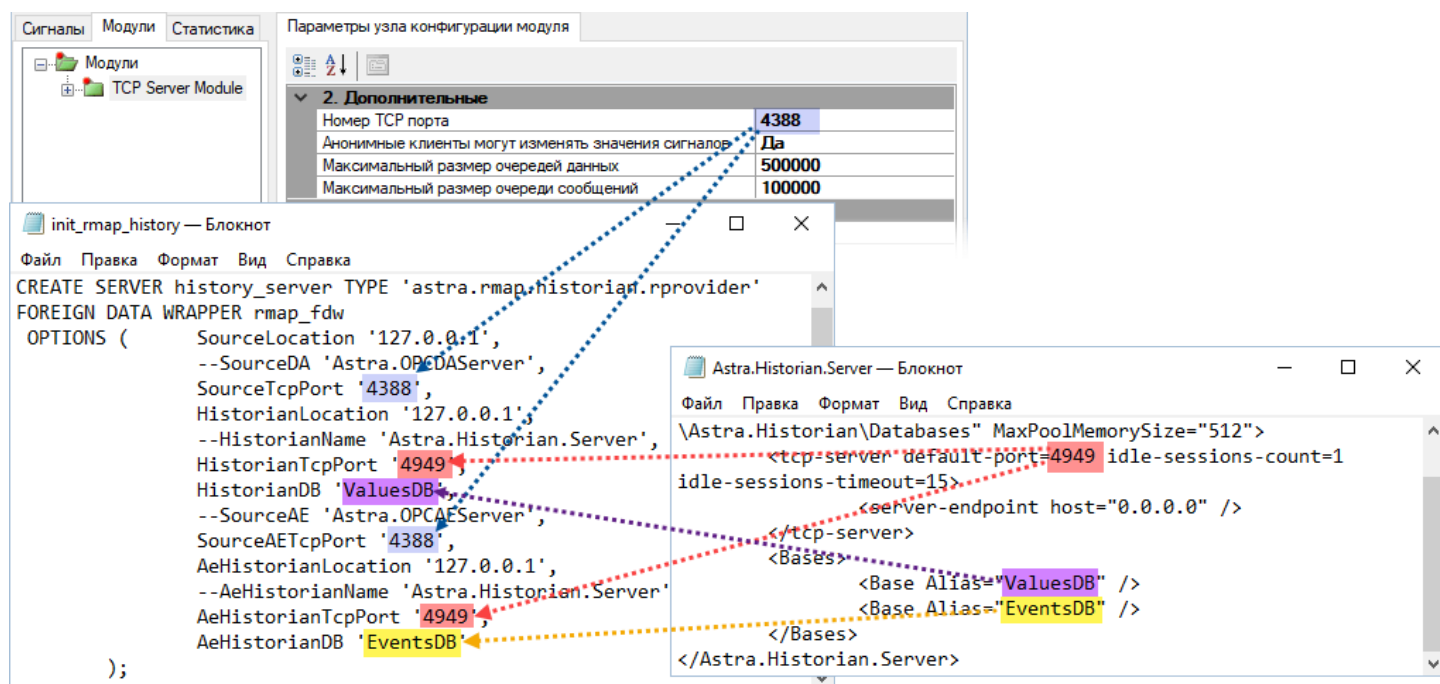 Сигналы Модули Статистика
Параметры узла конфигурации модуля
Модули
TCP Server Module
2. Дополнительные
Номер TCP порта 4388
Анонимные клиенты могут изменять значения сигналов Да
Максимальный размер очередей данных 500000
Максимальный размер очереди сообщений 100000
init_rmap_history — Блокнот
Файл Правка Формат Вид Справка
CREATE SERVER history_server TYPE 'astra.rmap.historian.rprovider'
FOREIGN DATA WRAPPER rmap_fdw
OPTIONS ( SourceLocation '127.0.0.1',
--SourceDA 'Astra.OPCDAServer',
SourceTcpPort '4388',
HistorianLocation '127.0.0.1',
--HistorianName 'Astra.Historian.Server',
HistorianTcpPort '4949',
HistorianDB 'ValuesDB',
--SourceAE 'Astra.OPCAEServer',
SourceAETcpPort '4388',
AeHistorianLocation '127.0.0.1',
--AeHistorianName 'Astra.Historian.Server'
AeHistorianTcpPort '4949',
AeHistorianDB 'EventsDB'
);
Astra.Historian.Server — Блокнот
Файл Правка Формат Вид Справка
\Astra.Historian\Databases" MaxPoolMemorySize="512">
<tcp-server default-port=4949 idle-sessions-count=1
idle-sessions-timeout=15>
<server-endpoint host="0.0.0.0" />
</tcp-server>
<Bases>
<Base Alias="ValuesDB" />
<Base Alias="EventsDB" />
</Bases>
</Astra.Historian.Server>